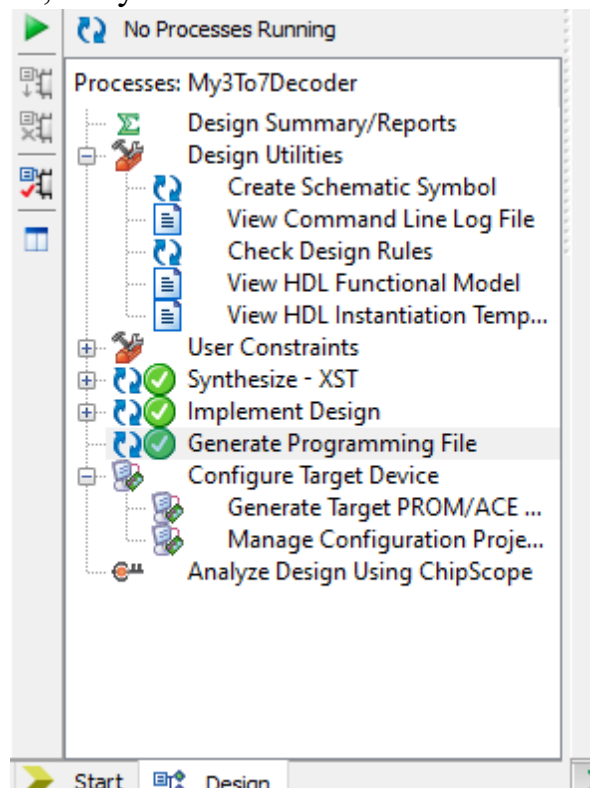 No Processes Running
Processes: My3To7Decoder
Design Summary/Reports
Design Utilities
Create Schematic Symbol
View Command Line Log File
Check Design Rules
View HDL Functional Model
View HDL Instantiation Temp...
User Constraints
Synthesize - XST
Implement Design
Generate Programming File
Configure Target Device
Generate Target PROM/ACE ...
Manage Configuration Proje...
Analyze Design Using ChipScope
Start Design